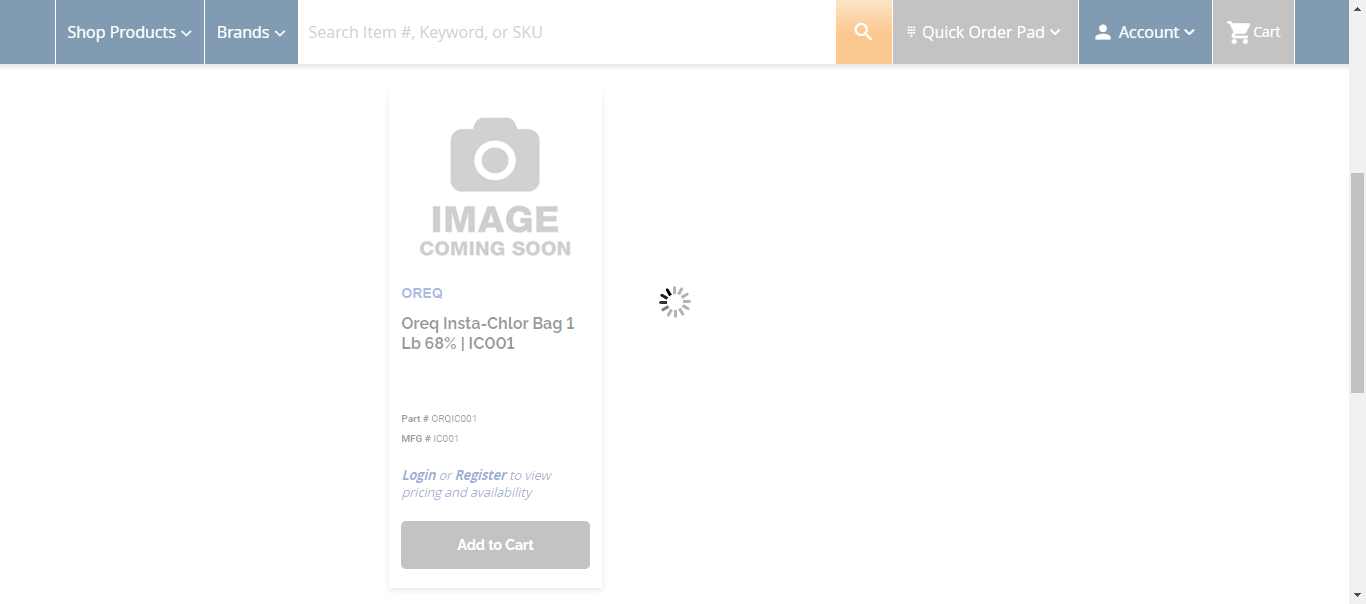 Shop Products
Brands
Search Item #, Keyword, or SKU
Quick Order Pad
Account
Cart
IMAGE
COMING SOON
OREQ
Oreq Insta-Chlor Bag 1
Lb 68% | IC001
Part # ORQIC001
MFG # IC001
Login or Register to view
pricing and availability
Add to Cart